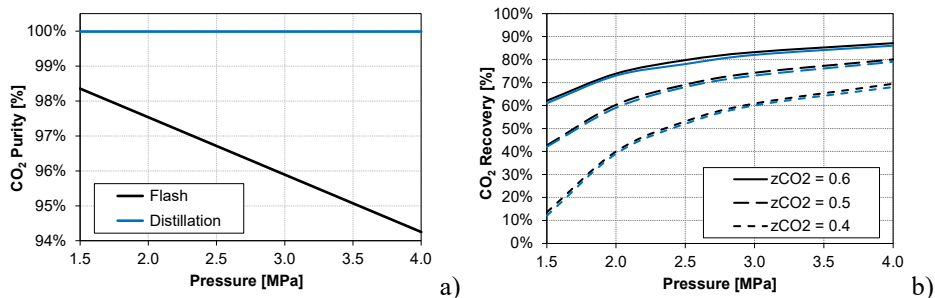 100%
99%
98%
97%
96%
95%
94%
CO2 Purity [%]
Flash
Distillation
1.5 2.0 2.5 3.0 3.5 4.0
Pressure [MPa]
a)
90%
80%
70%
60%
50%
40%
30%
20%
10%
0%
CO2 Recovery [%]
zCO2 = 0.6
zCO2 = 0.5
zCO2 = 0.4
1.5 2.0 2.5 3.0 3.5 4.0
Pressure [MPa]
b)